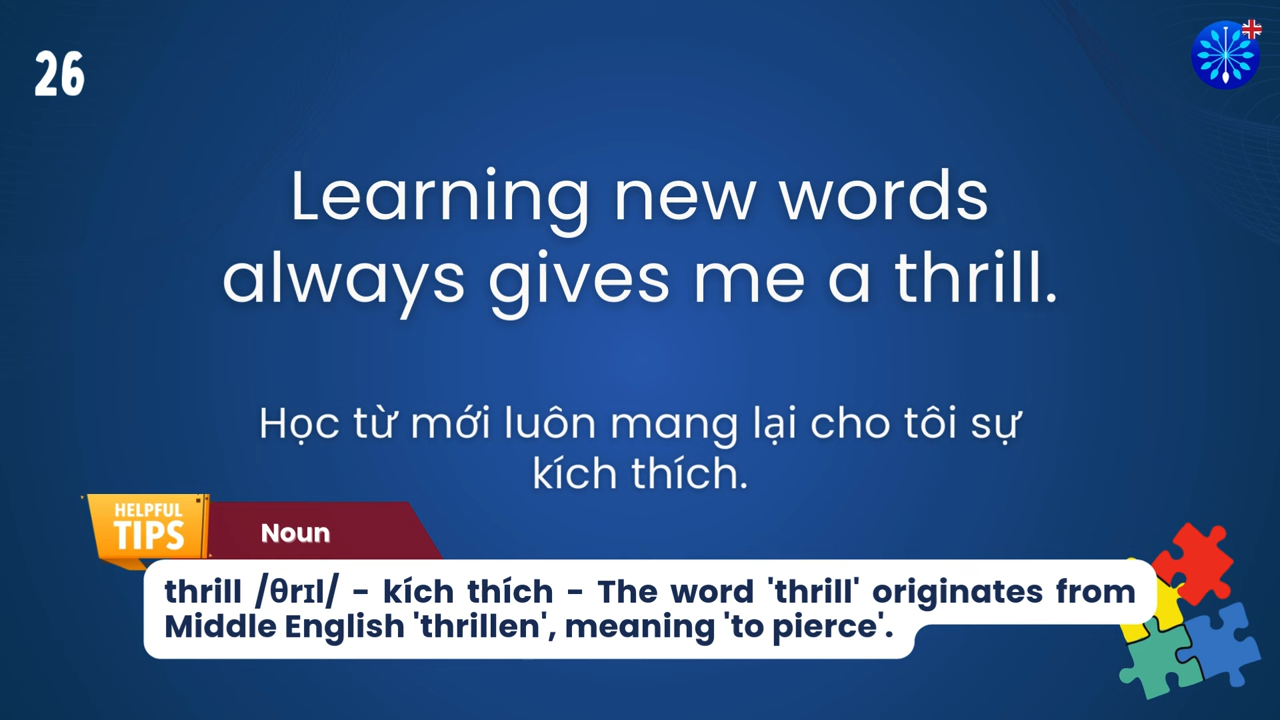 26
Learning new words
always gives me a thrill.
Học từ mới luôn mang lại cho tôi sự
kích thích.
HELPFUL
TIPS
Noun
thrill /θrɪl/ - kích thích - The word 'thrill' originates from
Middle English 'thrillen', meaning 'to pierce'.